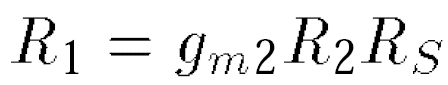 R_1 = g_{m2} R_2 R_S